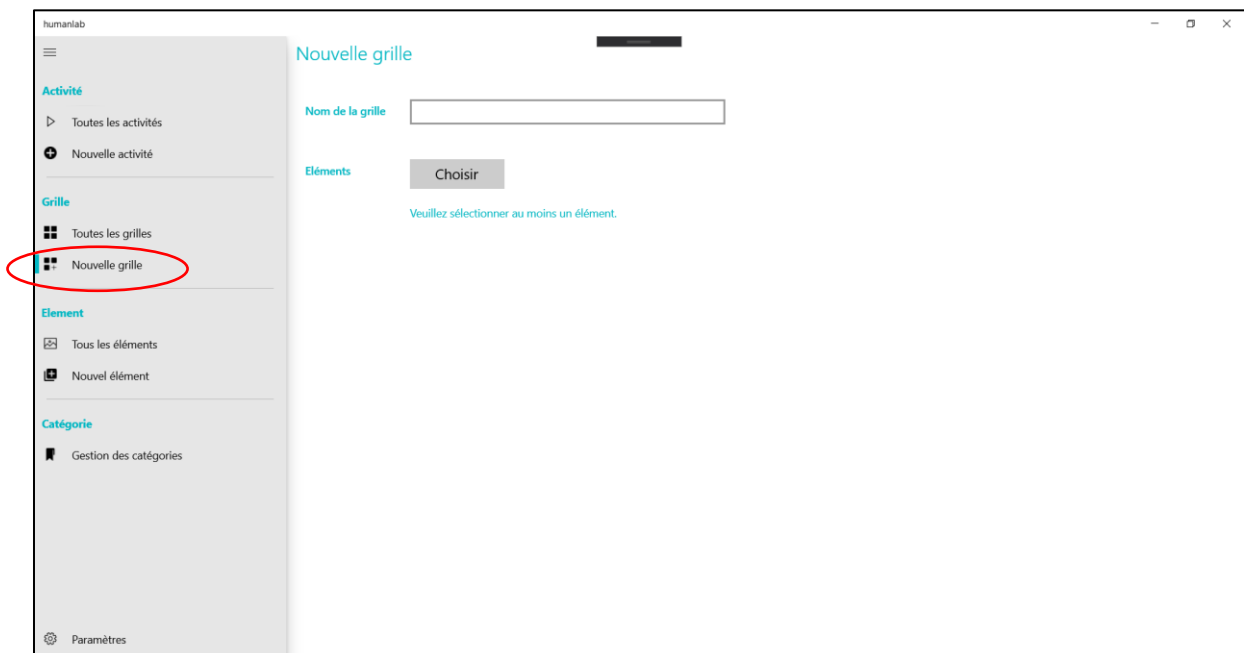 humanlab
Activité
Toutes les activités
Nouvelle activité
Grille
Toutes les grilles
Nouvelle grille
Element
Tous les éléments
Nouvel élément
Catégorie
Gestion des catégories
Paramètres
Nouvelle grille
Nom de la grille
Eléments
Choisir
Veuillez sélectionner au moins un élément.